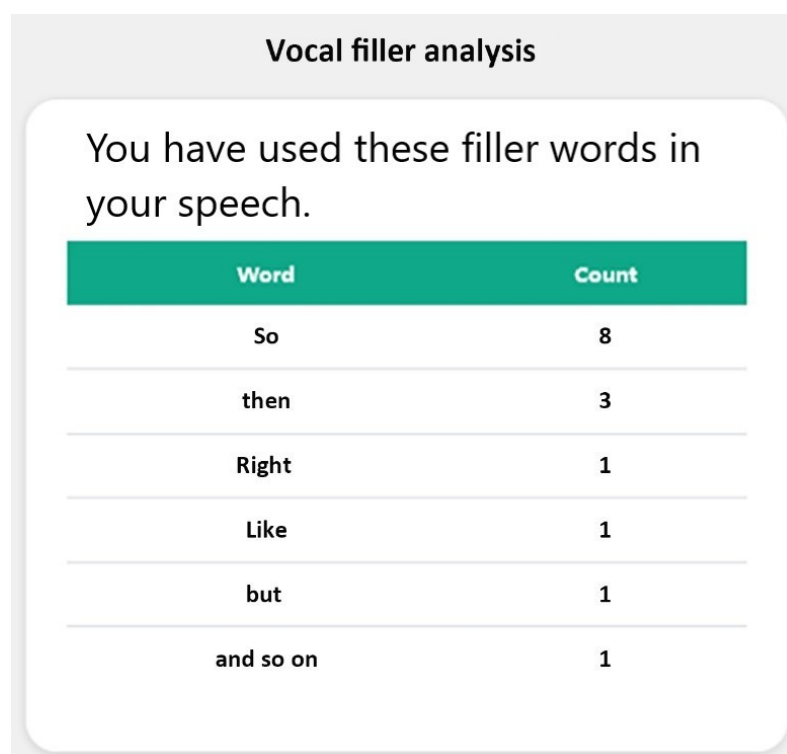 Vocal filler analysis
You have used these filler words in
your speech.
Word Count
So 8
then 3
Right 1
Like 1
but 1
and so on 1